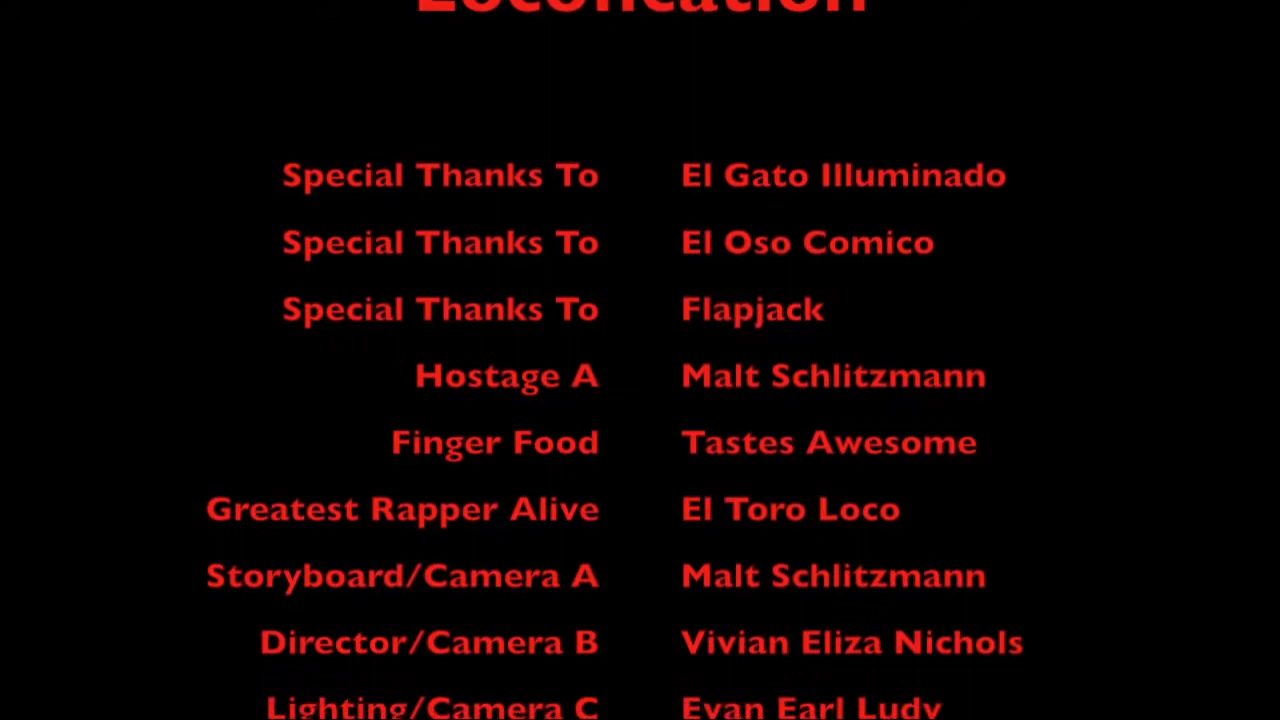 Locofication
Special Thanks To El Gato Illuminado
Special Thanks To El Oso Comico
Special Thanks To Flapjack
Hostage A Malt Schlitzmann
Finger Food Tastes Awesome
Greatest Rapper Alive El Toro Loco
Storyboard/Camera A Malt Schlitzmann
Director/Camera B Vivian Eliza Nichols
Lighting/Camera C Evan Earl Ludy